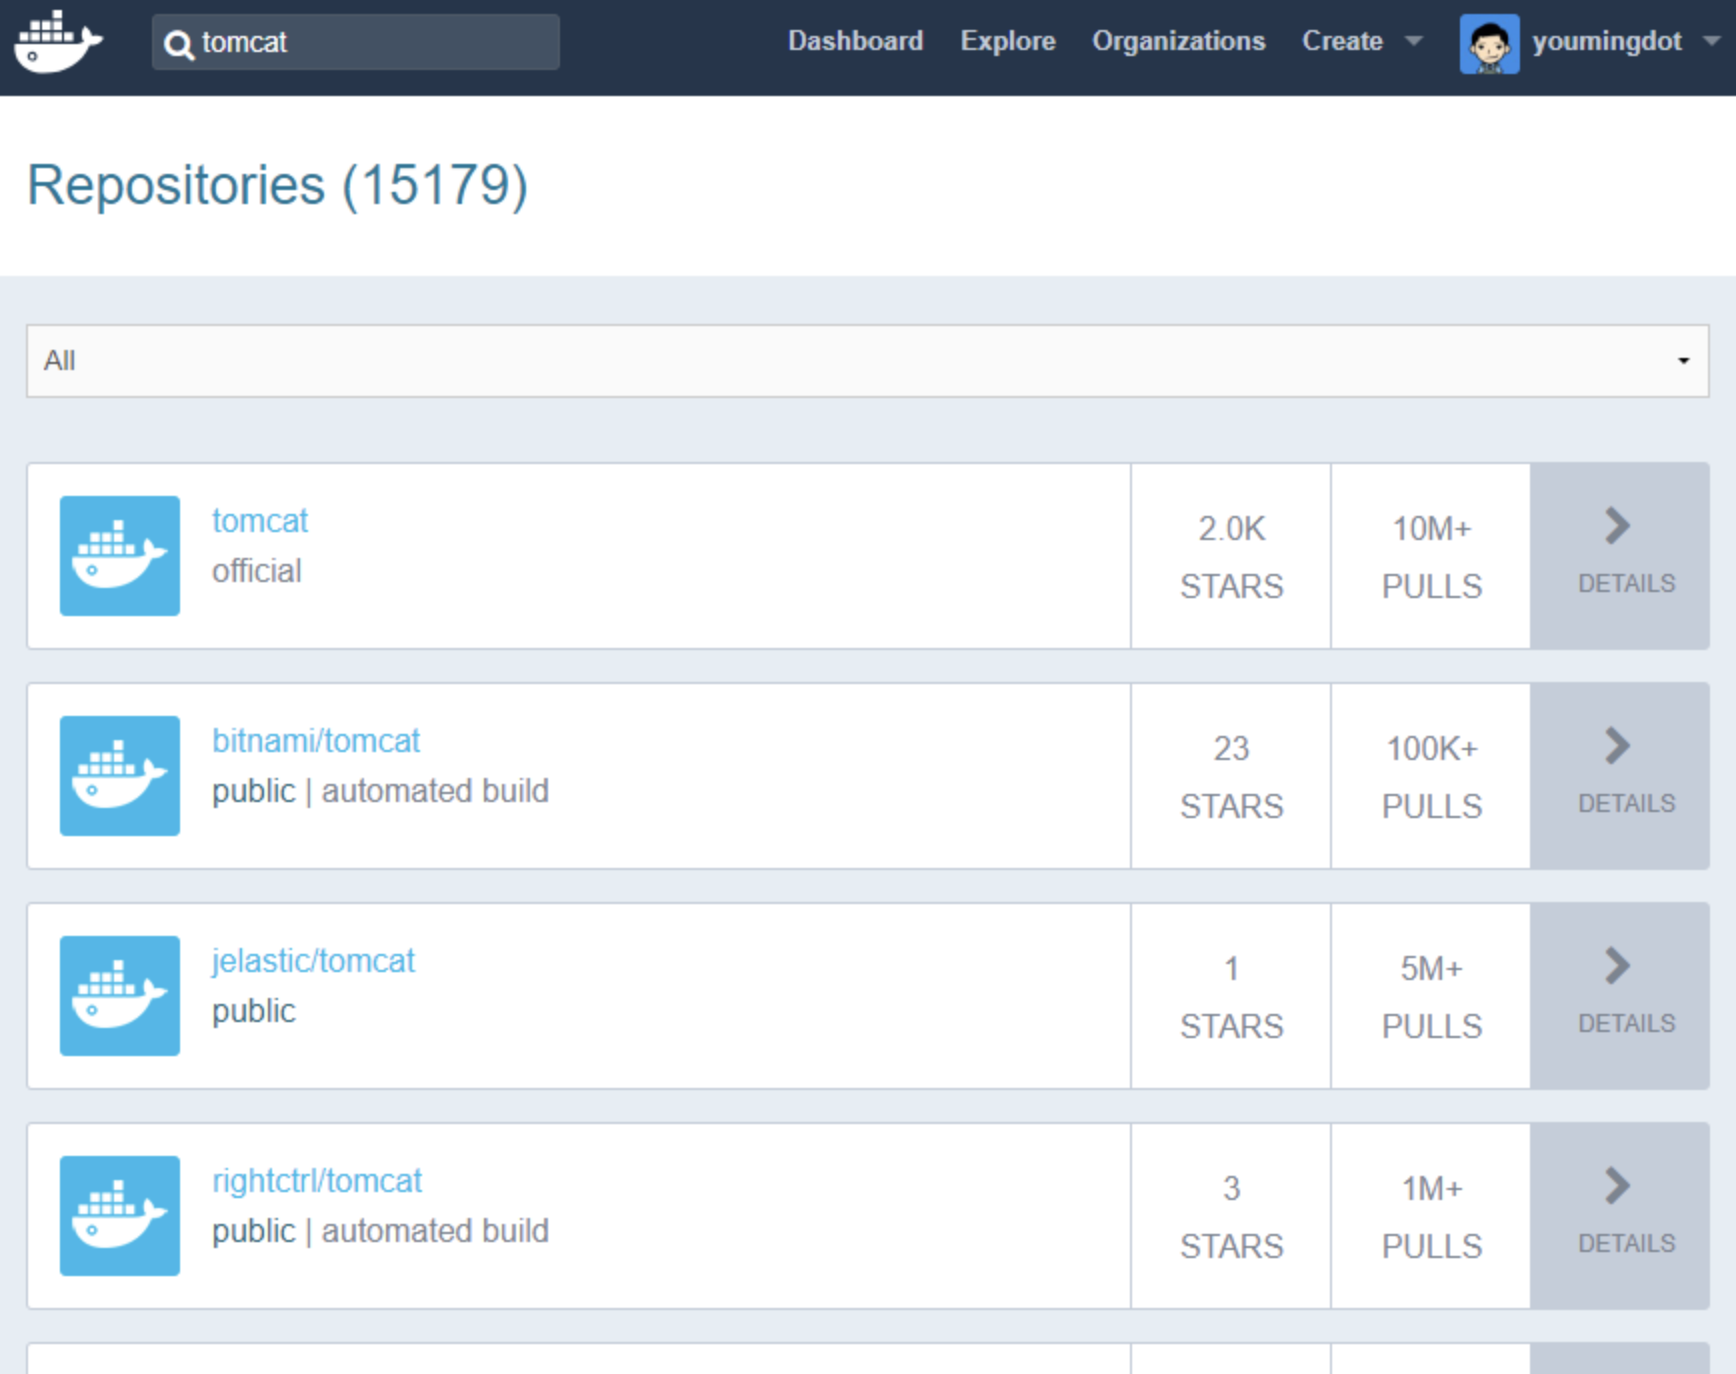 tomcat
Dashboard Explore Organizations Create youmingdot
Repositories (15179)
All
tomcat
official
2.0K
STARS
10M+
PULLS
DETAILS
bitnami/tomcat
public | automated build
23
STARS
100K+
PULLS
DETAILS
jelastic/tomcat
public
1
STARS
5M+
PULLS
DETAILS
rightctrl/tomcat
public | automated build
3
STARS
1M+
PULLS
DETAILS